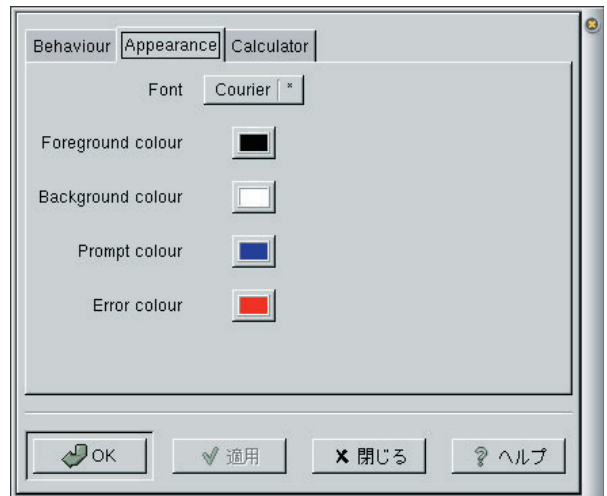 Behaviour Appearance Calculator
Font Courier
Foreground colour
Background colour
Prompt colour
Error colour
OK 適用 閉じる ヘルプ